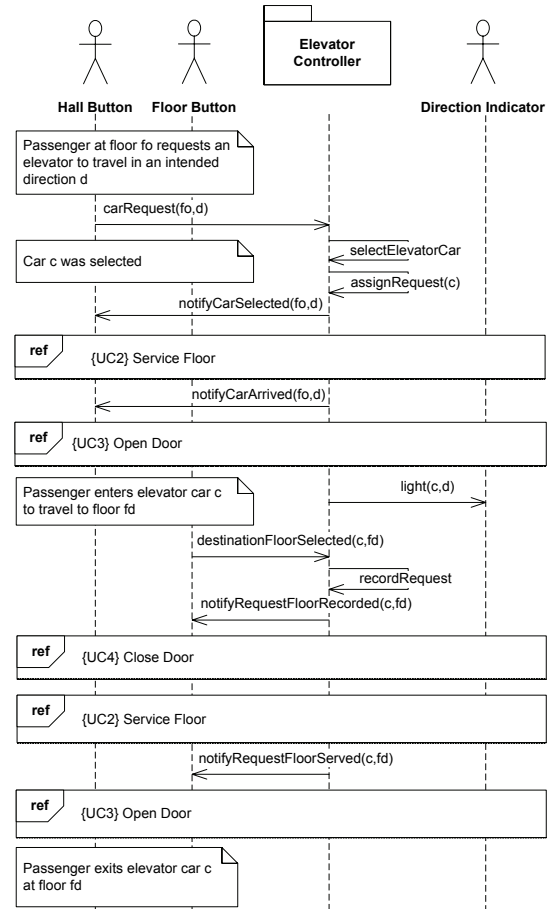 Elevator
Controller
Hall Button
Floor Button
Direction Indicator
Passenger at floor fo requests an
elevator to travel in an intended
direction d
carRequest(fo,d)
selectElevatorCar
Car c was selected
assignRequest(c)
notifyCarSelected(fo,d)
ref
{UC2} Service Floor
notifyCarArrived(fo,d)
ref
{UC3} Open Door
Passenger enters elevator car c
to travel to floor fd
light(c,d)
destinationFloorSelected(c,fd)
recordRequest
notifyRequestFloorRecorded(c,fd)
ref
{UC4} Close Door
ref
{UC2} Service Floor
notifyRequestFloorServed(c,fd)
ref
{UC3} Open Door
Passenger exits elevator car c
at floor fd